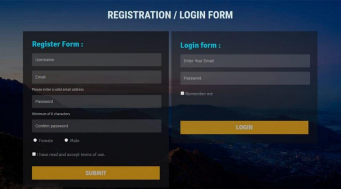 REGISTRATION / LOGIN FORM
Register Form :
Username
Email
Please enter a valid email address
Password
Minimum of 8 characters
Confirm password
Female
Male
I have read and accept terms of use.
SUBMIT
Login form :
Enter Your Email
Password
Remember me
LOGIN